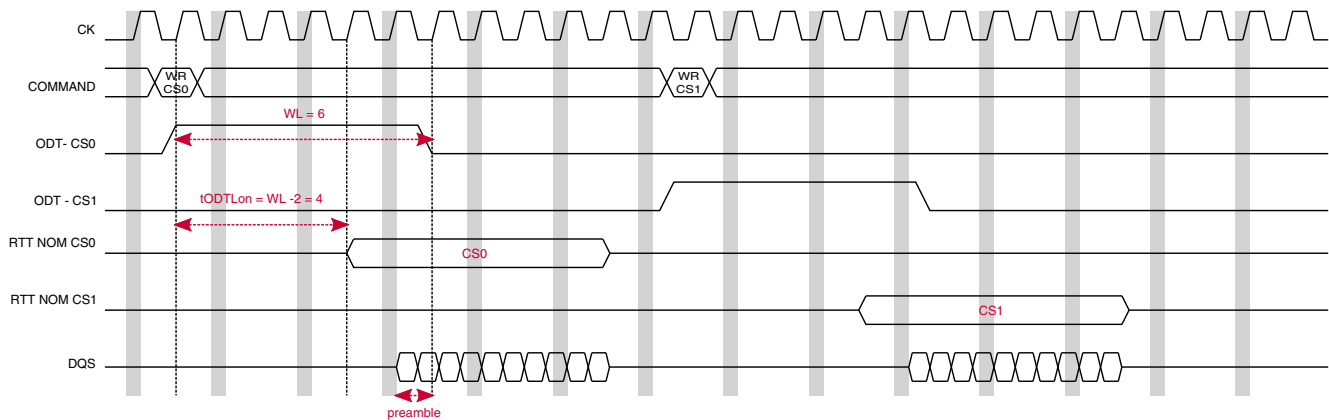 CK
COMMAND
WR
CS0
WR
CS1
WL = 6
ODT- CS0
tODTLon = WL -2 = 4
ODT - CS1
RTT NOM CS0
CS0
RTT NOM CS1
CS1
DQS
preamble